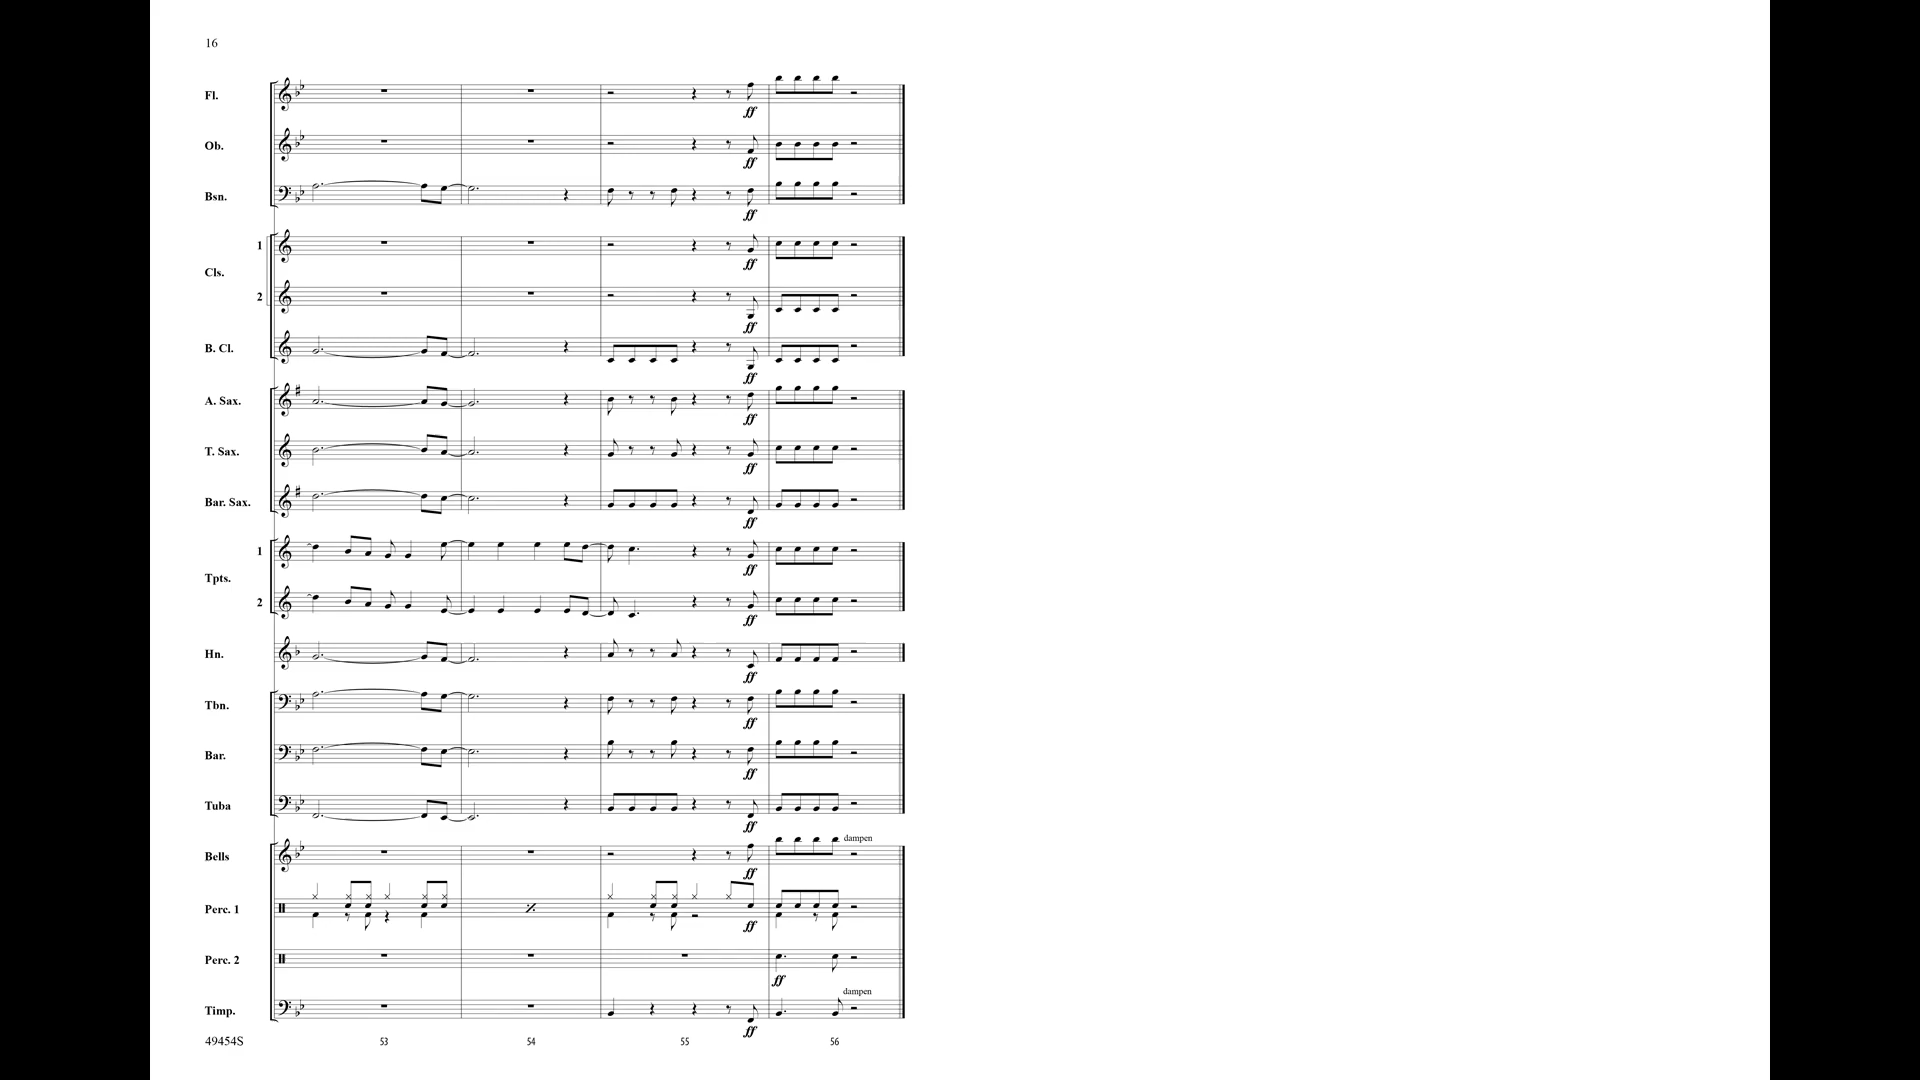 16
Fl.
ff
Ob.
ff
Bsn.
ff
1
ff
Cls.
2
ff
B. Cl.
ff
A. Sax.
ff
T. Sax.
ff
Bar. Sax.
ff
1
ff
Tpts.
2
ff
Hn.
ff
Tbn.
ff
Bar.
ff
Tuba
ff
dampen
Bells
ff
Perc. 1
ff
Perc. 2
ff
dampen
Timp.
ff
49454S 53 54 55 56